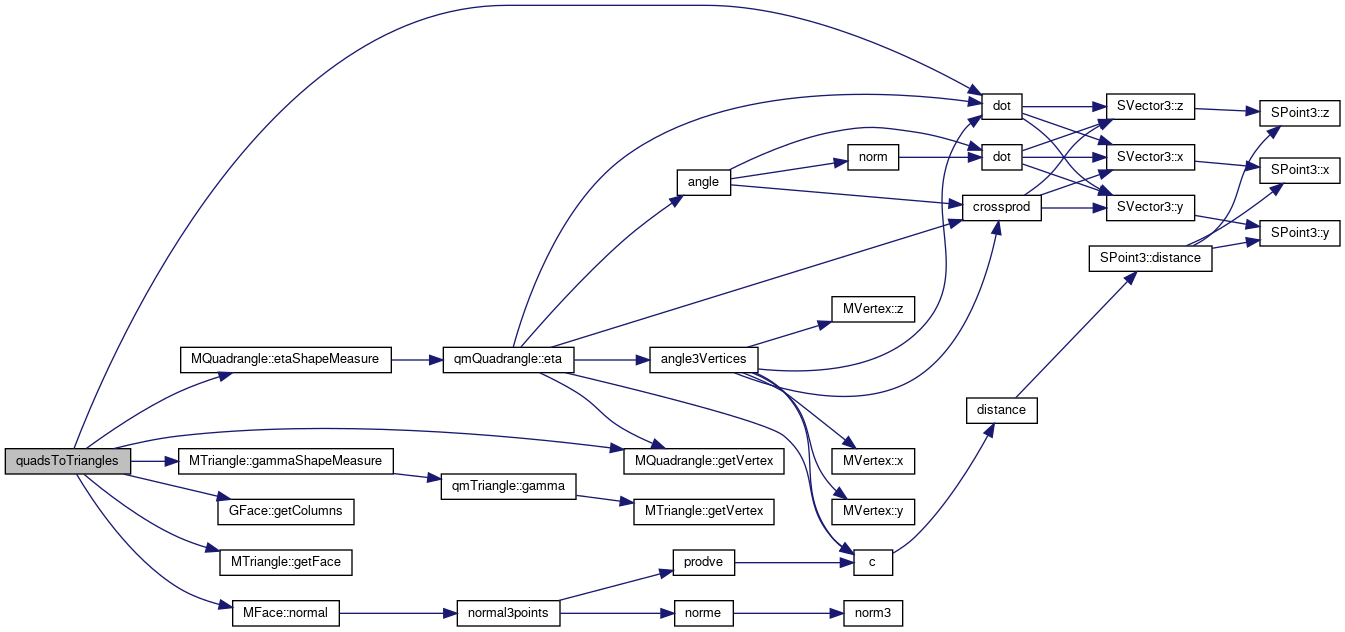 dot
SVector3::z
SPoint3::z
norm
dot
SVector3::x
SPoint3::x
angle
crossprod
SVector3::y
SPoint3::y
SPoint3::distance
MVertex::z
MQuadrangle::etaShapeMeasure
qmQuadrangle::eta
angle3Vertices
distance
quadsToTriangles
MTriangle::gammaShapeMeasure
MQuadrangle::getVertex
MVertex::x
qmTriangle::gamma
GFace::getColumns
MTriangle::getVertex
MVertex::y
MTriangle::getFace
prodve
c
MFace::normal
normal3points
norme
norm3